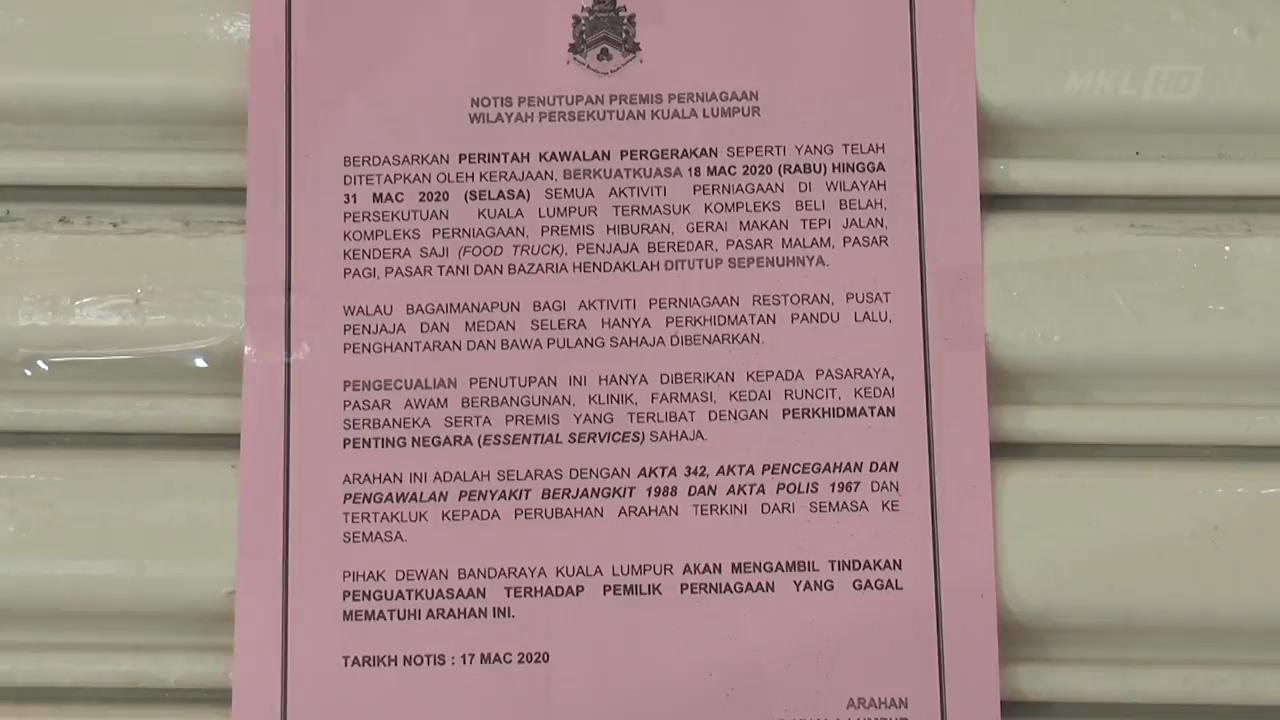 MKL HD
NOTIS PENUTUPAN PREMIS PERNIAGAAN
WILAYAH PERSEKUTUAN KUALA LUMPUR
BERDASARKAN PERINTAH KAWALAN PERGERAKAN SEPERTI YANG TELAH
DITETAPKAN OLEH KERAJAAN, BERKUATKUASA 18 MAC 2020 (RABU) HINGGA
31 MAC 2020 (SELASA) SEMUA AKTIVITI PERNIAGAAN DI WILAYAH
PERSEKUTUAN KUALA LUMPUR TERMASUK KOMPLEKS BELI BELAH,
KOMPLEKS PERNIAGAAN, PREMIS HIBURAN, GERAI MAKAN TEPI JALAN,
KENDERA SAJI (FOOD TRUCK), PENJAJA BEREDAR, PASAR MALAM, PASAR
PAGI, PASAR TANI DAN BAZARIA HENDAKLAH DITUTUP SEPENUHNYA.
WALAU BAGAIMANAPUN BAGI AKTIVITI PERNIAGAAN RESTORAN, PUSAT
PENJAJA DAN MEDAN SELERA HANYA PERKHIDMATAN PANDU LALU,
PENGHANTARAN DAN BAWA PULANG SAHAJA DIBENARKAN.
PENGECUALIAN PENUTUPAN INI HANYA DIBERIKAN KEPADA PASARAYA,
PASAR AWAM BERBANGUNAN, KLINIK, FARMASI, KEDAI RUNCIT, KEDAI
SERBANEKA SERTA PREMIS YANG TERLIBAT DENGAN PERKHIDMATAN
PENTING NEGARA (ESSENTIAL SERVICES) SAHAJA.
ARAHAN INI ADALAH SELARAS DENGAN AKTA 342, AKTA PENCEGAHAN DAN
PENGAWALAN PENYAKIT BERJANGKIT 1988 DAN AKTA POLIS 1967 DAN
TERTAKLUK KEPADA PERUBAHAN ARAHAN TERKINI DARI SEMASA KE
SEMASA.
PIHAK DEWAN BANDARAYA KUALA LUMPUR AKAN MENGAMBIL TINDAKAN
PENGUATKUASAAN TERHADAP PEMILIK PERNIAGAAN YANG GAGAL
MEMATUHI ARAHAN INI.
TARIKH NOTIS : 17 MAC 2020
ARAHAN
KUALA LUMPUR